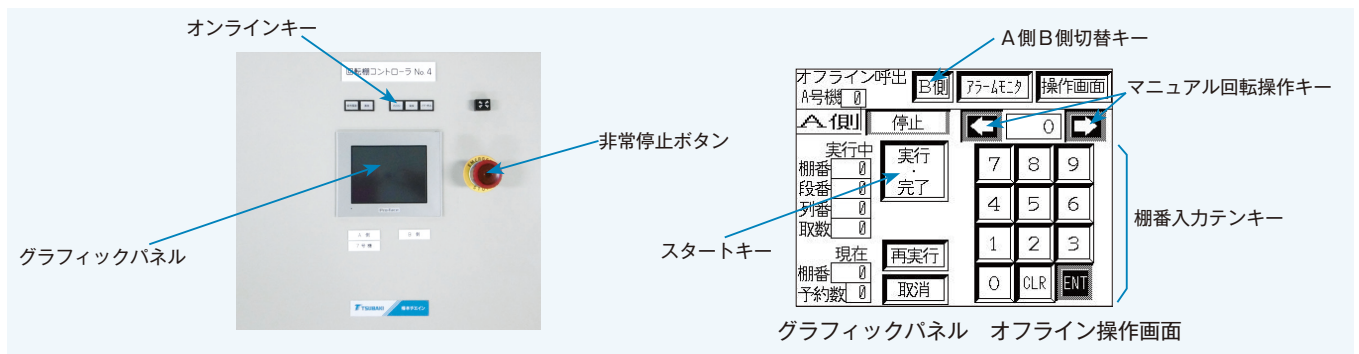 オンラインキー
回転棚コントローラ No 4
非常停止ボタン
グラフィックパネル
A 側
B 側
TSUBAKI 椿本チエイン
A側B側切替キー
マニュアル回転操作キー
棚番入力テンキー
スタートキー
オフライン呼出
A号機 0
B側
アラームモニタ
操作画面
A側
停止
0
実行中
棚番 0
段番 0
列番 0
取数 0
実行
・
完了
現在
棚番 0
予約数 0
再実行
取消
7 8 9
4 5 6
1 2 3
0 CLR ENT
グラフィックパネル オフライン操作画面